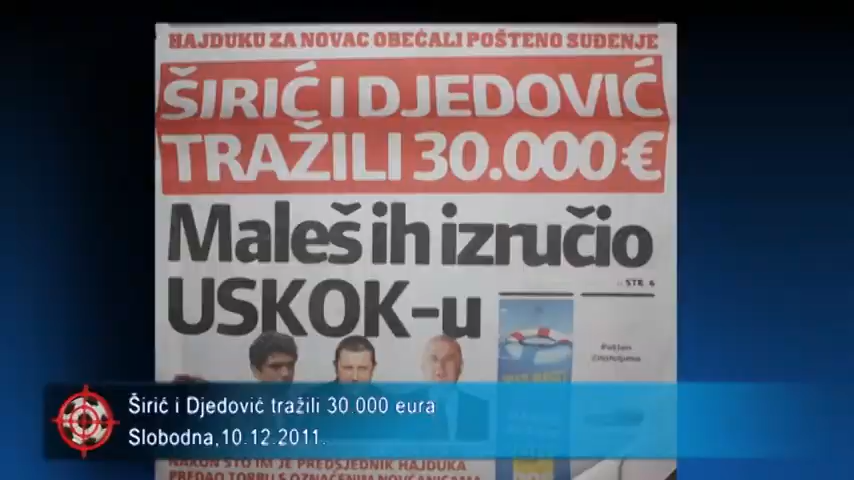 HAJDUKU ZA NOVAC OBEĆALI POŠTENO SUĐENJE
ŠIRIĆ I DJEDOVIĆ
TRAŽILI 30.000 €
Maleš ih izručio
USKOK-u
STR 6
Širić i Djedović tražili 30.000 eura
Slobodna,10.12.2011.
NAKON ŠTO IM JE PREDSJEDNIK HAJDUKA
PREDAO TORBU S OZNAČENIM NOVČANICAMA